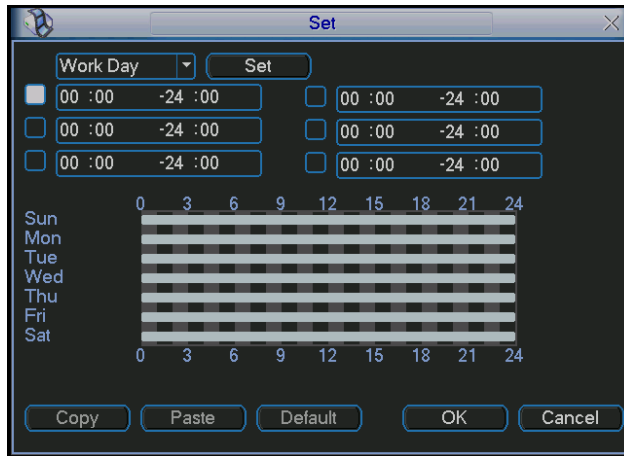 Set
Work Day Set
00 :00 -24 :00 00 :00 -24 :00
00 :00 -24 :00 00 :00 -24 :00
00 :00 -24 :00 00 :00 -24 :00
0 3 6 9 12 15 18 21 24
Sun
Mon
Tue
Wed
Thu
Fri
Sat
0 3 6 9 12 15 18 21 24
Copy Paste Default OK Cancel